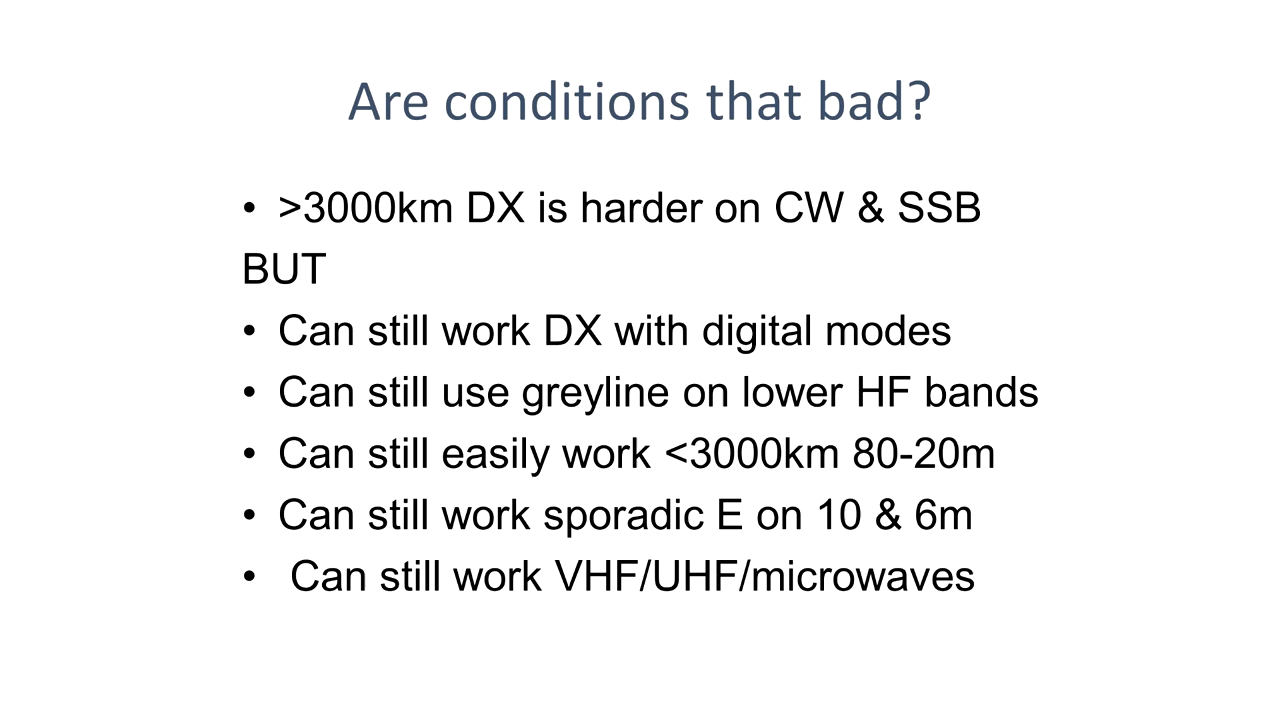 Are conditions that bad?
• >3000km DX is harder on CW & SSB
BUT
• Can still work DX with digital modes
• Can still use greyline on lower HF bands
• Can still easily work <3000km 80-20m
• Can still work sporadic E on 10 & 6m
• Can still work VHF/UHF/microwaves